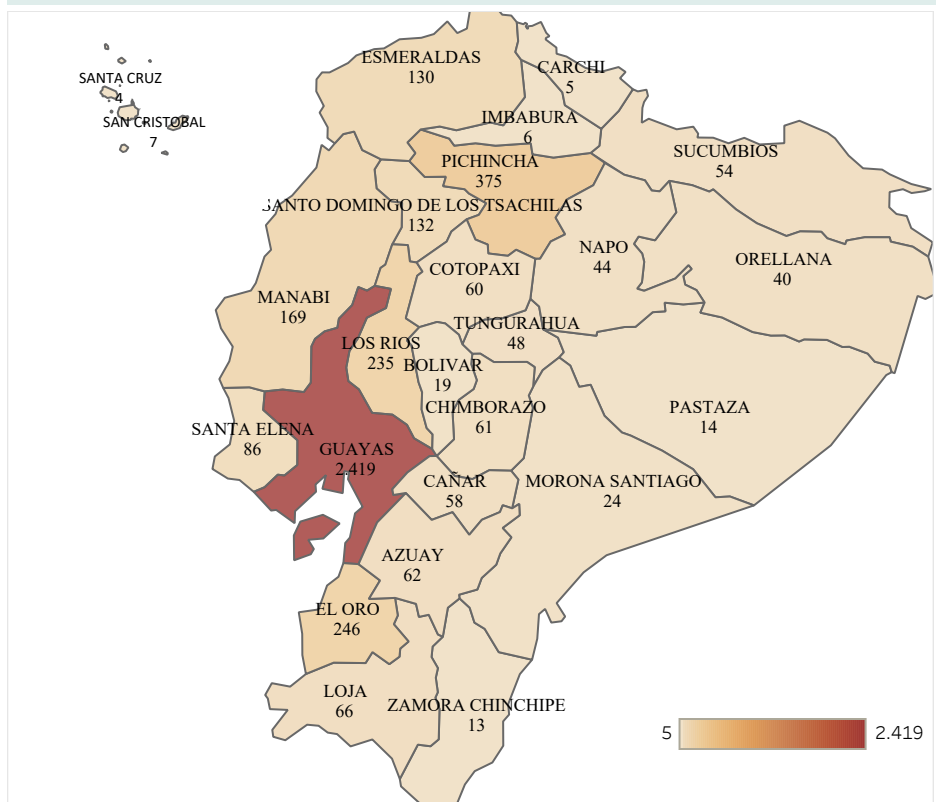 ESMERALDAS
130
CARCHI
5
SANTA CRUZ
4
SAN CRISTOBAL
7
IMBABURA
6
PICHINCHA
375
SUCUMBIOS
54
SANTO DOMINGO DE LOS TSACHILAS
132
NAPO
44
ORELLANA
40
COTOPAXI
60
MANABI
169
TUNGURAHUA
48
LOS RIOS
235
BOLIVAR
19
CHIMBORAZO
61
PASTAZA
14
SANTA ELENA
86
GUAYAS
2.419
CAÑAR
58
MORONA SANTIAGO
24
AZUAY
62
EL ORO
246
LOJA
66
ZAMORA CHINCHIPE
13
5
2.419